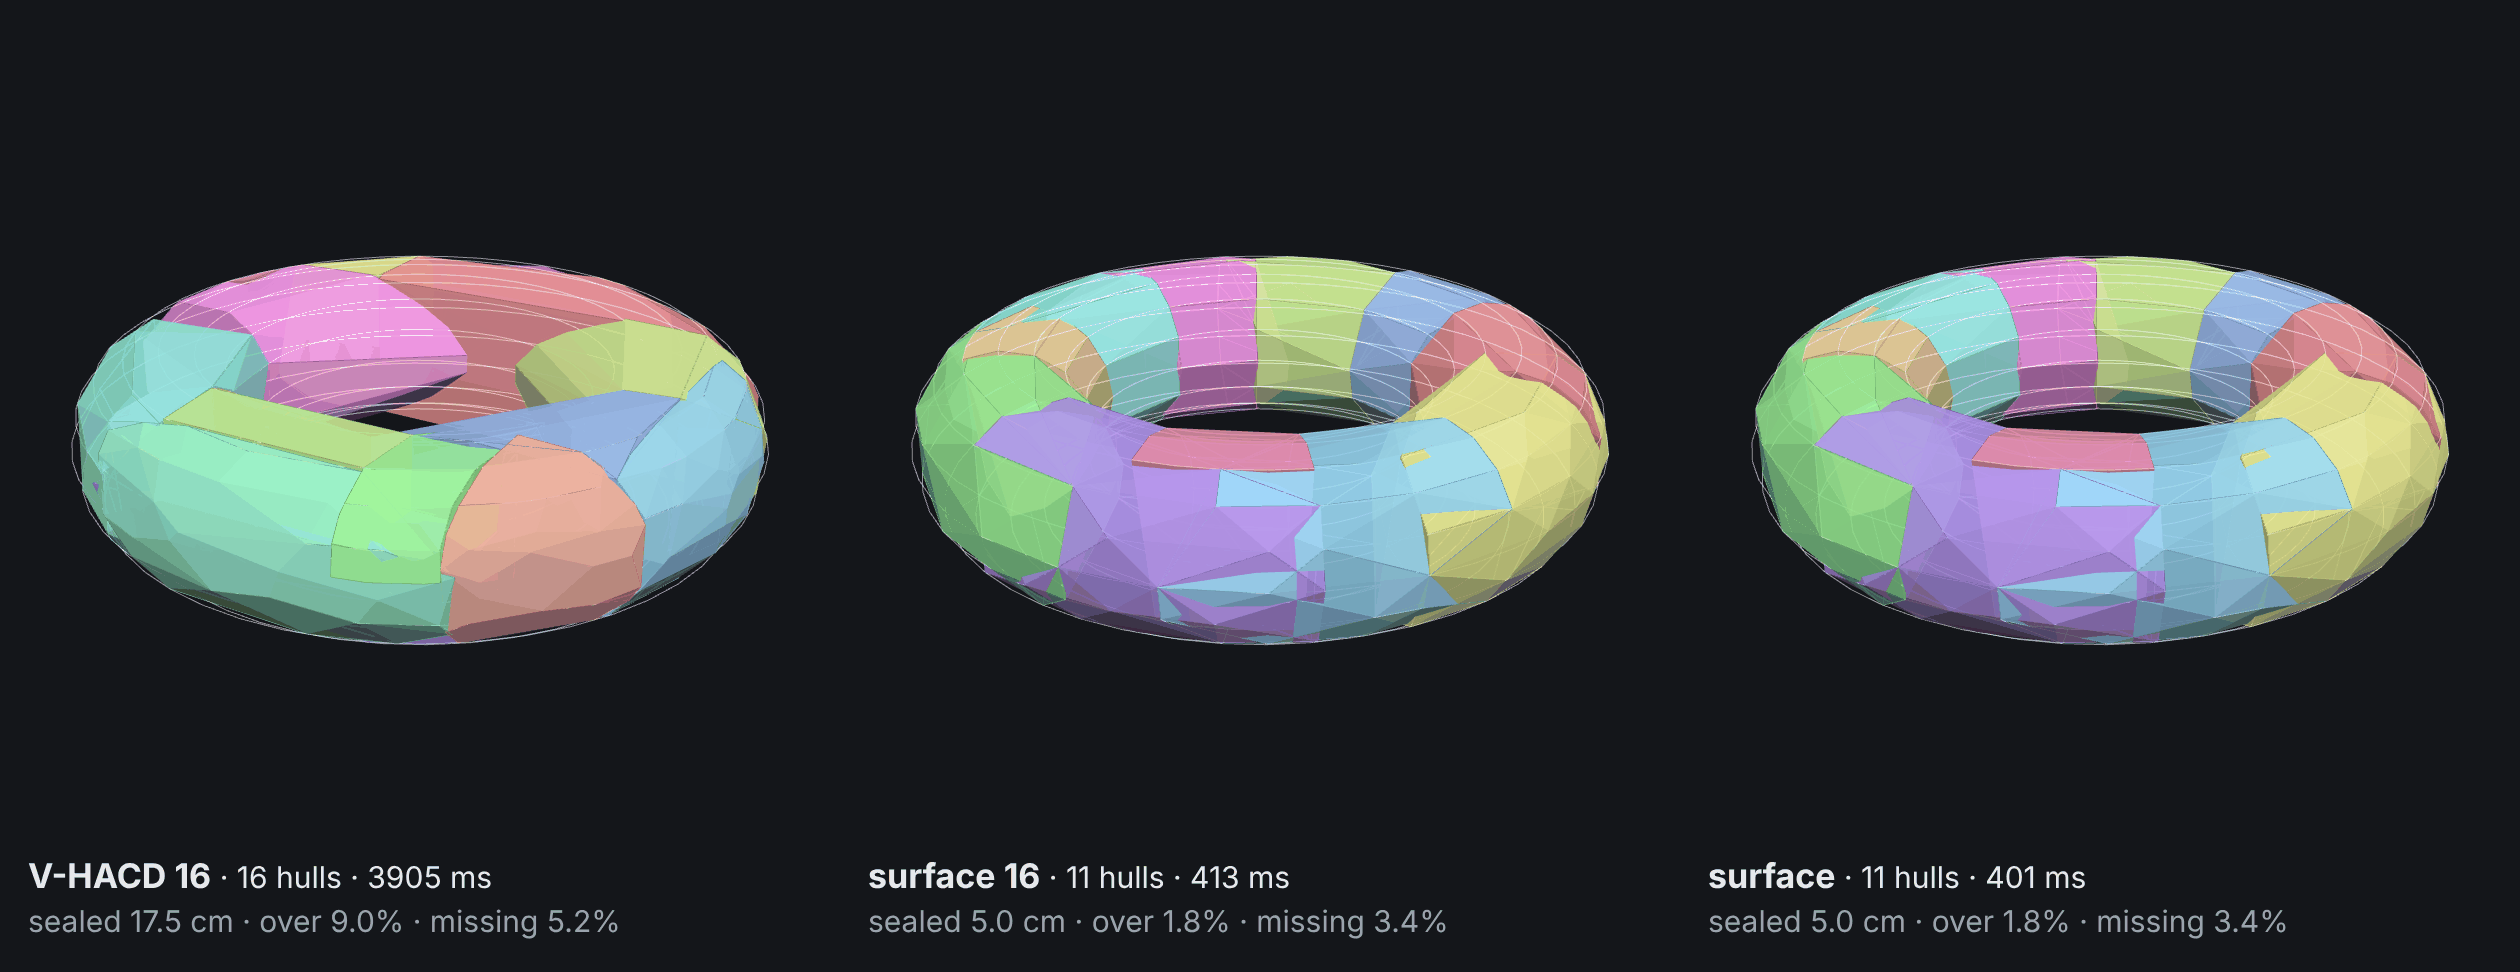 V-HACD 16 · 16 hulls · 3905 ms
sealed 17.5 cm · over 9.0% · missing 5.2%
surface 16 · 11 hulls · 413 ms
sealed 5.0 cm · over 1.8% · missing 3.4%
surface · 11 hulls · 401 ms
sealed 5.0 cm · over 1.8% · missing 3.4%